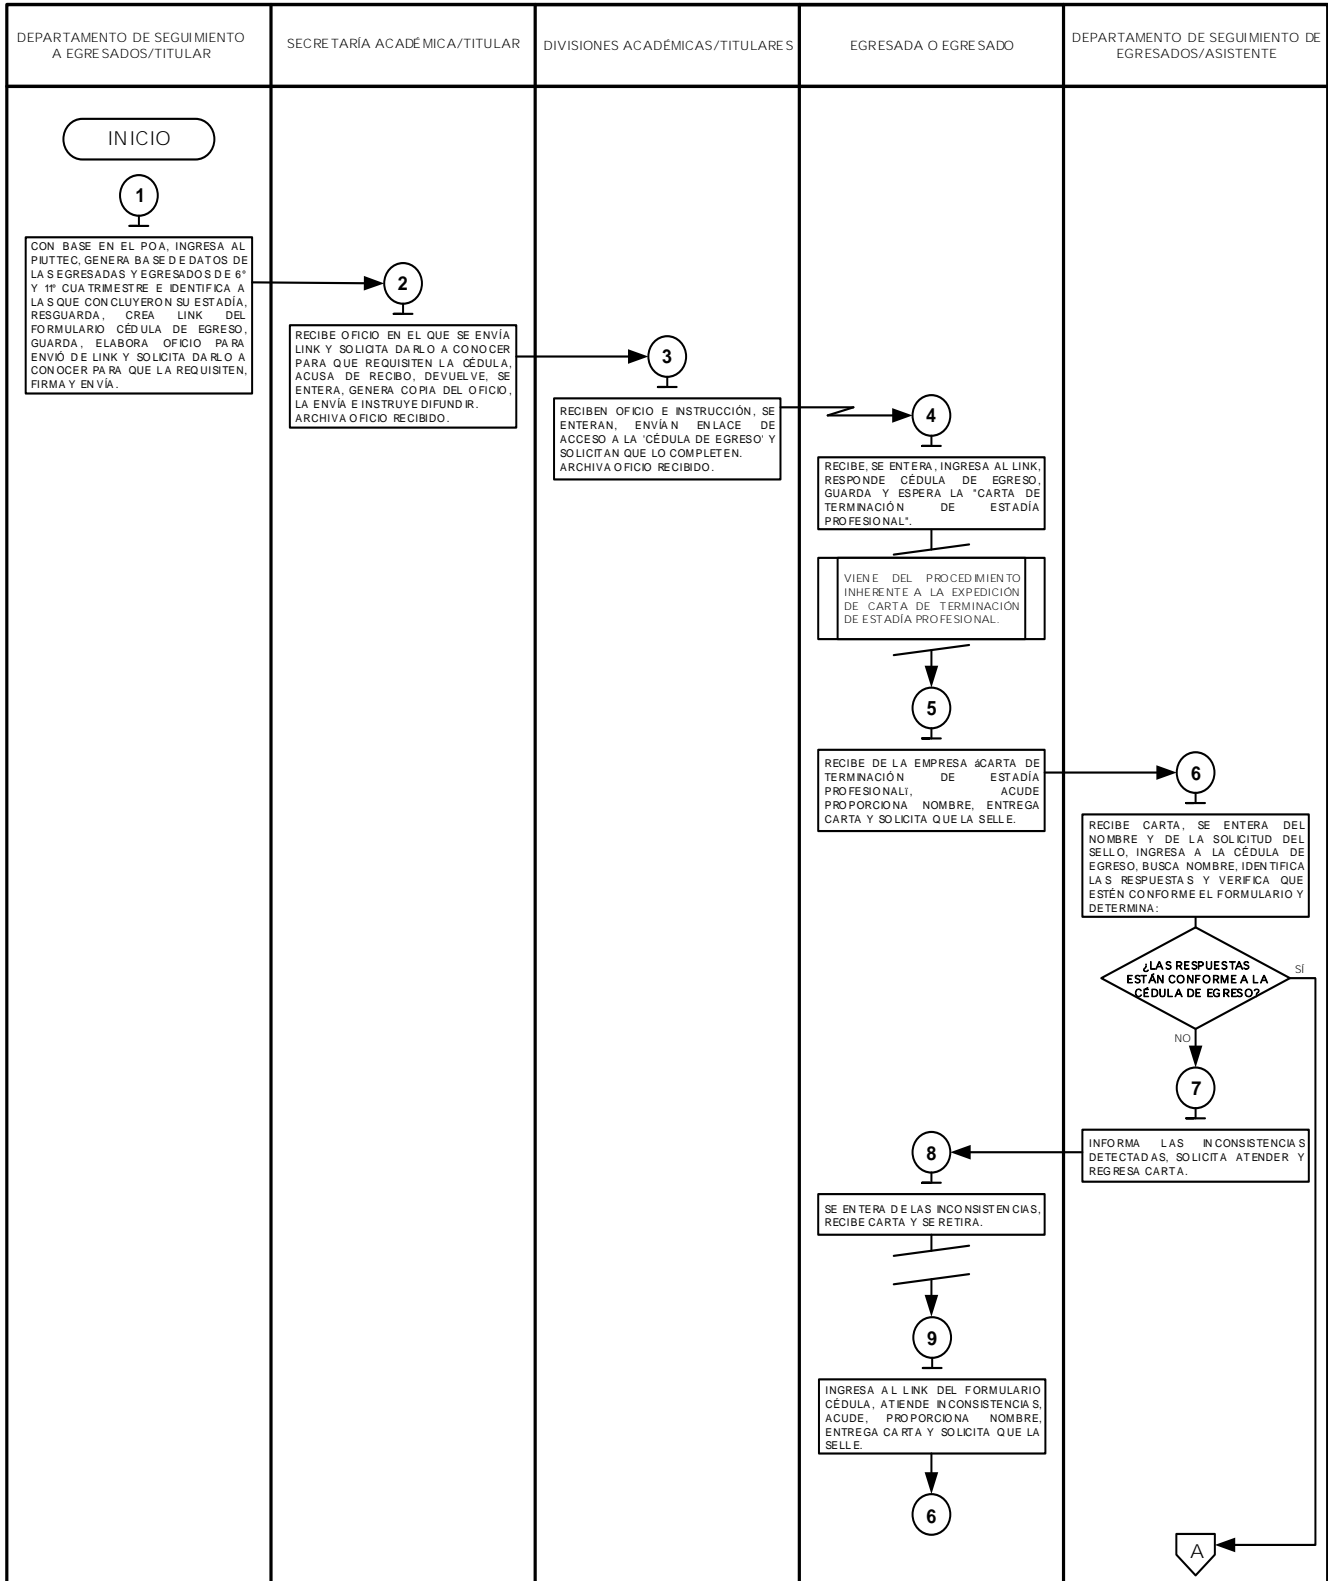 DEPARTAMENTO DE SEGUIMIENTO
A EGRESADOS/TITULAR
SECRETARÍA ACADÉMICA/TITULAR
DIVISIONES ACADÉMICAS/TITULARES
EGRESADA O EGRESADO
DEPARTAMENTO DE SEGUIMIENTO DE
EGRESADOS/ASISTENTE
INICIO
1
CON BASE EN EL POA, INGRESA AL
PIUTTEC, GENERA BASE DE DATOS DE
LAS EGRESADAS Y EGRESADOS DE 6°
Y 11° CUATRIMESTRE E IDENTIFICA A
LAS QUE CONCLUYERON SU ESTADÍA,
RESGUARDA, CREA LINK DEL
FORMULARIO CÉDULA DE EGRESO,
GUARDA, ELABORA OFICIO PARA
ENVIÓ DE LINK Y SOLICITA DARLO A
CONOCER PARA QUE LA REQUISITEN,
FIRMA Y ENVÍA.
2
RECIBE OFICIO EN EL QUE SE ENVÍA
LINK Y SOLICITA DARLO A CONOCER
PARA QUE REQUISITEN LA CÉDULA,
ACUSA DE RECIBO, DEVUELVE, SE
ENTERA, GENERA COPIA DEL OFICIO,
LA ENVÍA E INSTRUYE DIFUNDIR.
ARCHIVA OFICIO RECIBIDO.
3
RECIBEN OFICIO E INSTRUCCIÓN, SE
ENTERAN, ENVÍAN ENLACE DE
ACCESO A LA 'CÉDULA DE EGRESO' Y
SOLICITAN QUE LO COMPLETEN.
ARCHIVA OFICIO RECIBIDO.
4
RECIBE, SE ENTERA, INGRESA AL LINK,
RESPONDE CÉDULA DE EGRESO,
GUARDA Y ESPERA LA "CARTA DE
TERMINACIÓN DE ESTADÍA
PROFESIONAL".
VIENE DEL PROCEDIMIENTO
INHERENTE A LA EXPEDICIÓN
DE CARTA DE TERMINACIÓN
DE ESTADÍA PROFESIONAL.
5
RECIBE DE LA EMPRESA áCARTA DE
TERMINACIÓN DE ESTADÍA
PROFESIONALï, ACUDE
PROPORCIONA NOMBRE, ENTREGA
CARTA Y SOLICITA QUE LA SELLE.
6
RECIBE CARTA, SE ENTERA DEL
NOMBRE Y DE LA SOLICITUD DEL
SELLO, INGRESA A LA CÉDULA DE
EGRESO, BUSCA NOMBRE, IDENTIFICA
LAS RESPUESTAS Y VERIFICA QUE
ESTÉN CONFORME EL FORMULARIO Y
DETERMINA:
¿LAS RESPUESTAS
ESTÁN CONFORME A LA
CÉDULA DE EGRESO?
SÍ
NO
7
INFORMA LAS INCONSISTENCIAS
DETECTADAS, SOLICITA ATENDER Y
REGRESA CARTA.
8
SE ENTERA DE LAS INCONSISTENCIAS,
RECIBE CARTA Y SE RETIRA.
9
INGRESA AL LINK DEL FORMULARIO
CÉDULA, ATIENDE INCONSISTENCIAS,
ACUDE, PROPORCIONA NOMBRE,
ENTREGA CARTA Y SOLICITA QUE LA
SELLE.
6
A